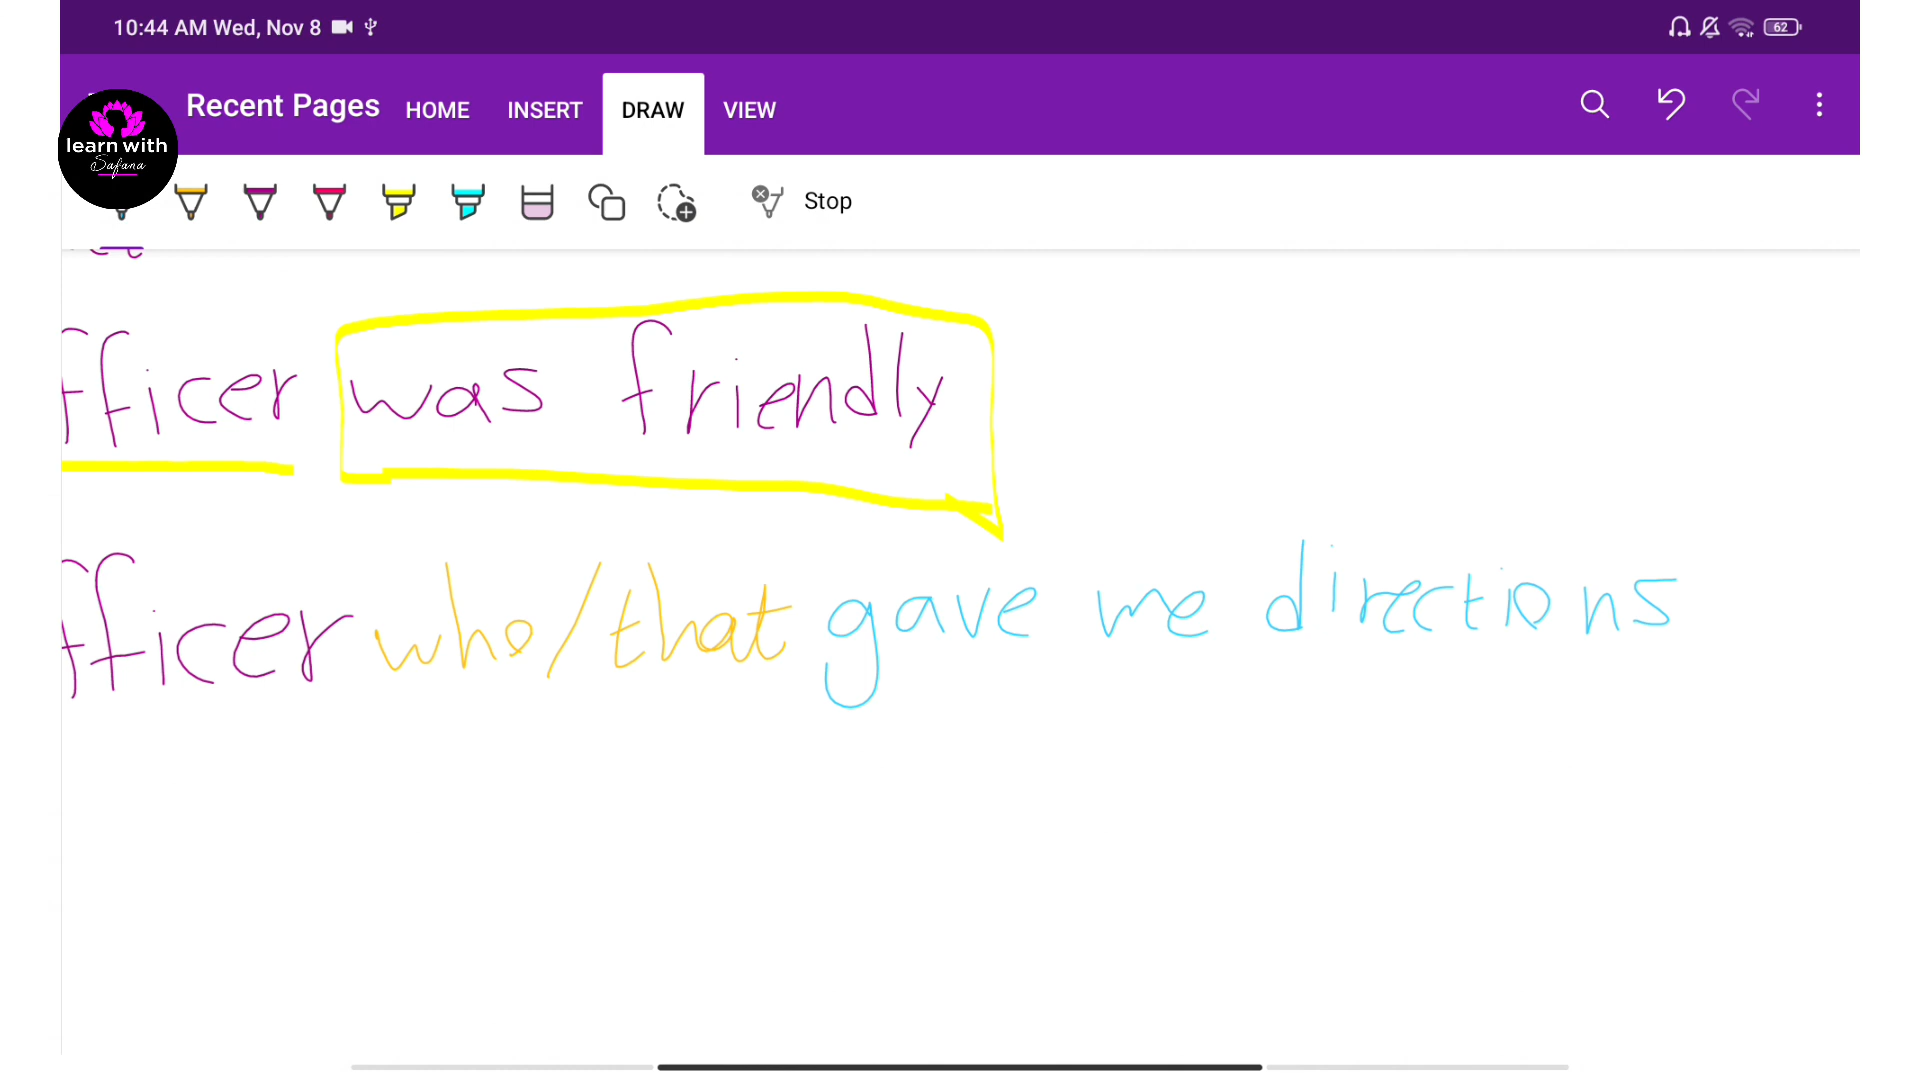 10:44 AM Wed, Nov 8
62
learn with
Safana
Recent Pages HOME INSERT DRAW VIEW
Stop
fficer was friendly
fficer who/that gave me directions